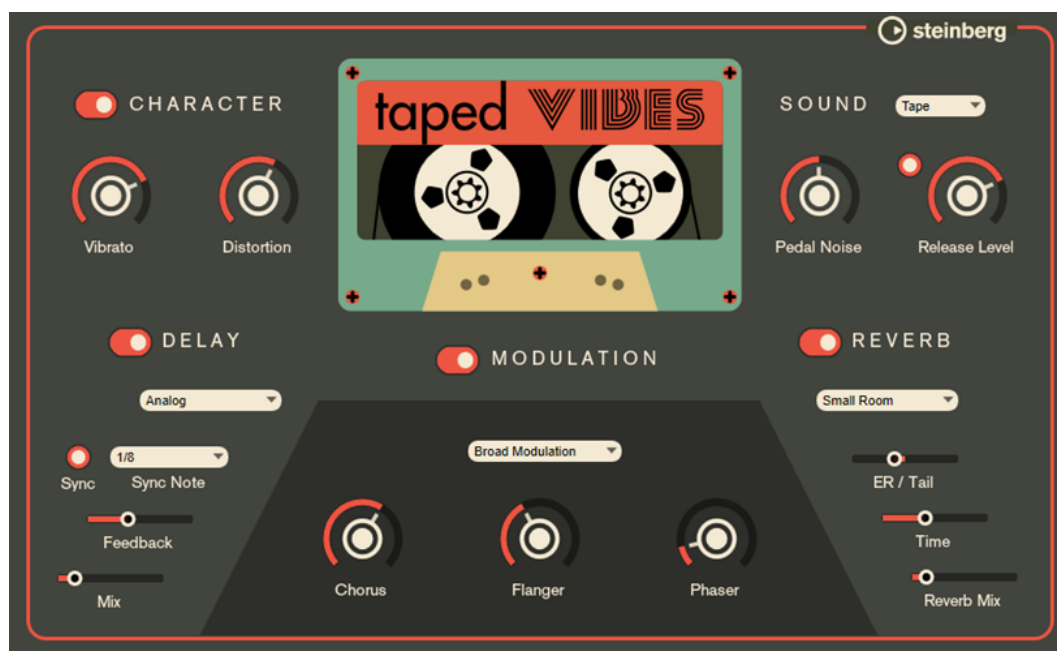 steinberg
CHARACTER
Vibrato
Distortion
taped VIBES
SOUND
Tape
Pedal Noise
Release Level
DELAY
Analog
Sync
1/8
Sync Note
Feedback
Mix
MODULATION
Broad Modulation
Chorus
Flanger
Phaser
REVERB
Small Room
ER / Tail
Time
Reverb Mix